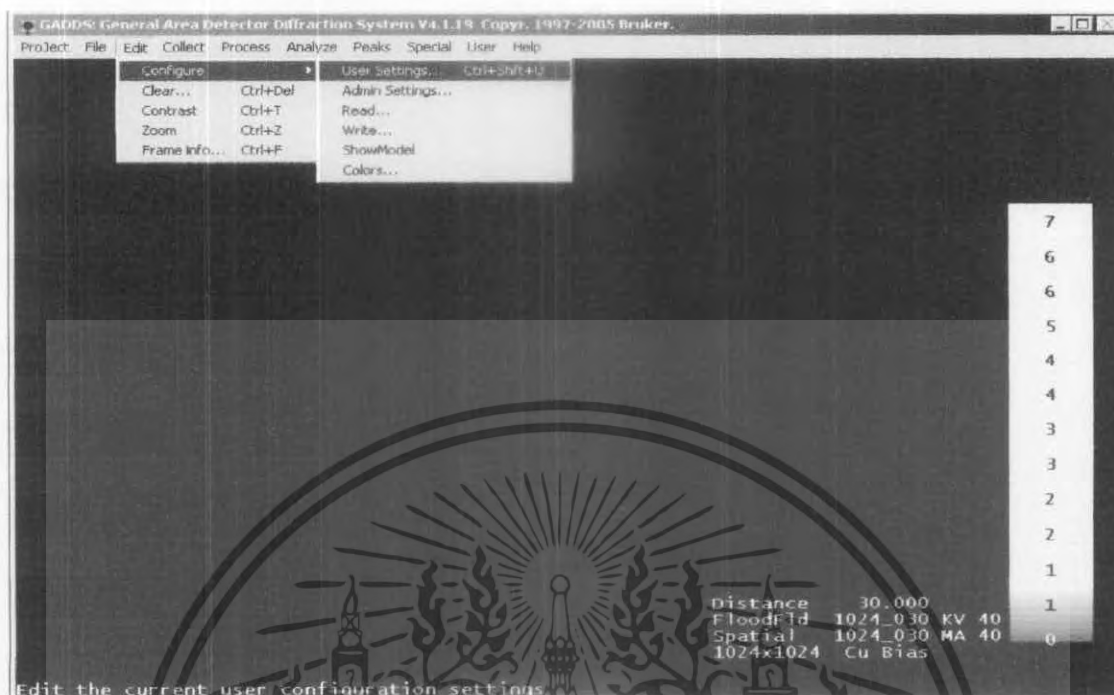 GADDS: General Area Detector Diffraction System V4.1.19 Copyr. 1997-2005 Bruker.
Project File Edit Collect Process Analyze Peaks Special User Help
Configure
Clear... Ctrl+Del
Contrast Ctrl+T
Zoom Ctrl+Z
Frame Info... Ctrl+F
User Settings... Ctrl+Shift+U
Admin Settings...
Read...
Write...
ShowModel
Colors...
7
6
6
5
4
4
3
3
2
2
1
1
0
Distance 30.000
FloodFld 1024_030 KV 40
Spatial 1024_030 MA 40
1024x1024 Cu Bias
Edit the current user configuration settings